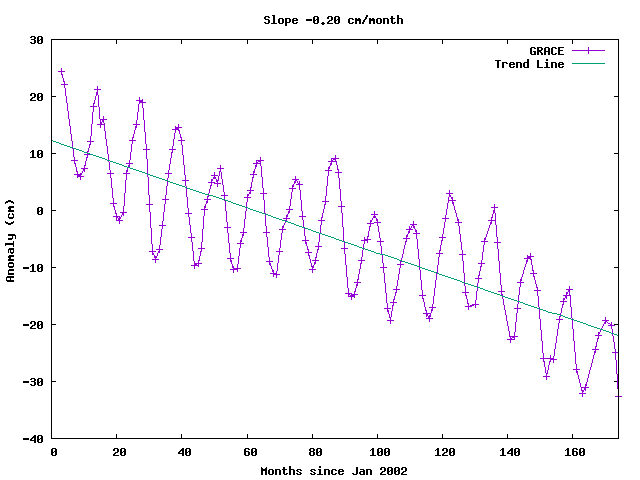 Slope -0.20 cm/month
GRACE
Trend Line
30
20
10
0
-10
-20
-30
-40
Anomaly (cm)
0 20 40 60 80 100 120 140 160
Months since Jan 2002